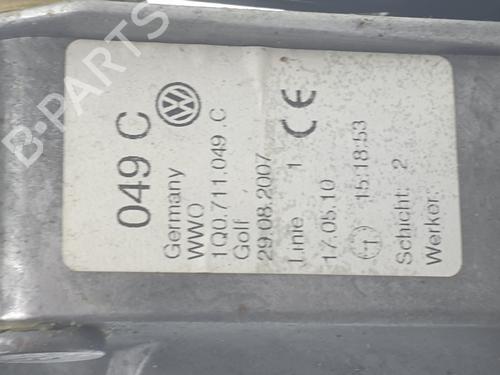 049 C
Germany
WWO
1Q0.711.049 .C
Golf
29.08.2007
Linie 1
CE
17.05.10
15:18:53
Schicht: 2
Werker:
B-PARTS